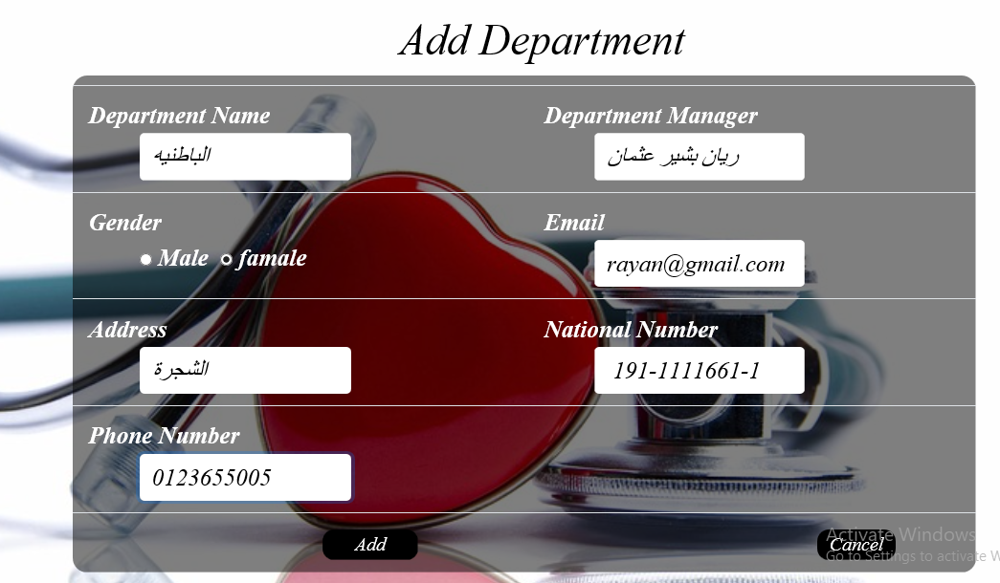 Add Department
Department Name
Department Manager
الباطنيه
ريان بشير عثمان
Gender
Email
Male famale
rayan@gmail.com
Address
National Number
الشجرة
191-1111661-1
Phone Number
0123655005
Add
Cancel
Activate Windows
Go to Settings to activate W